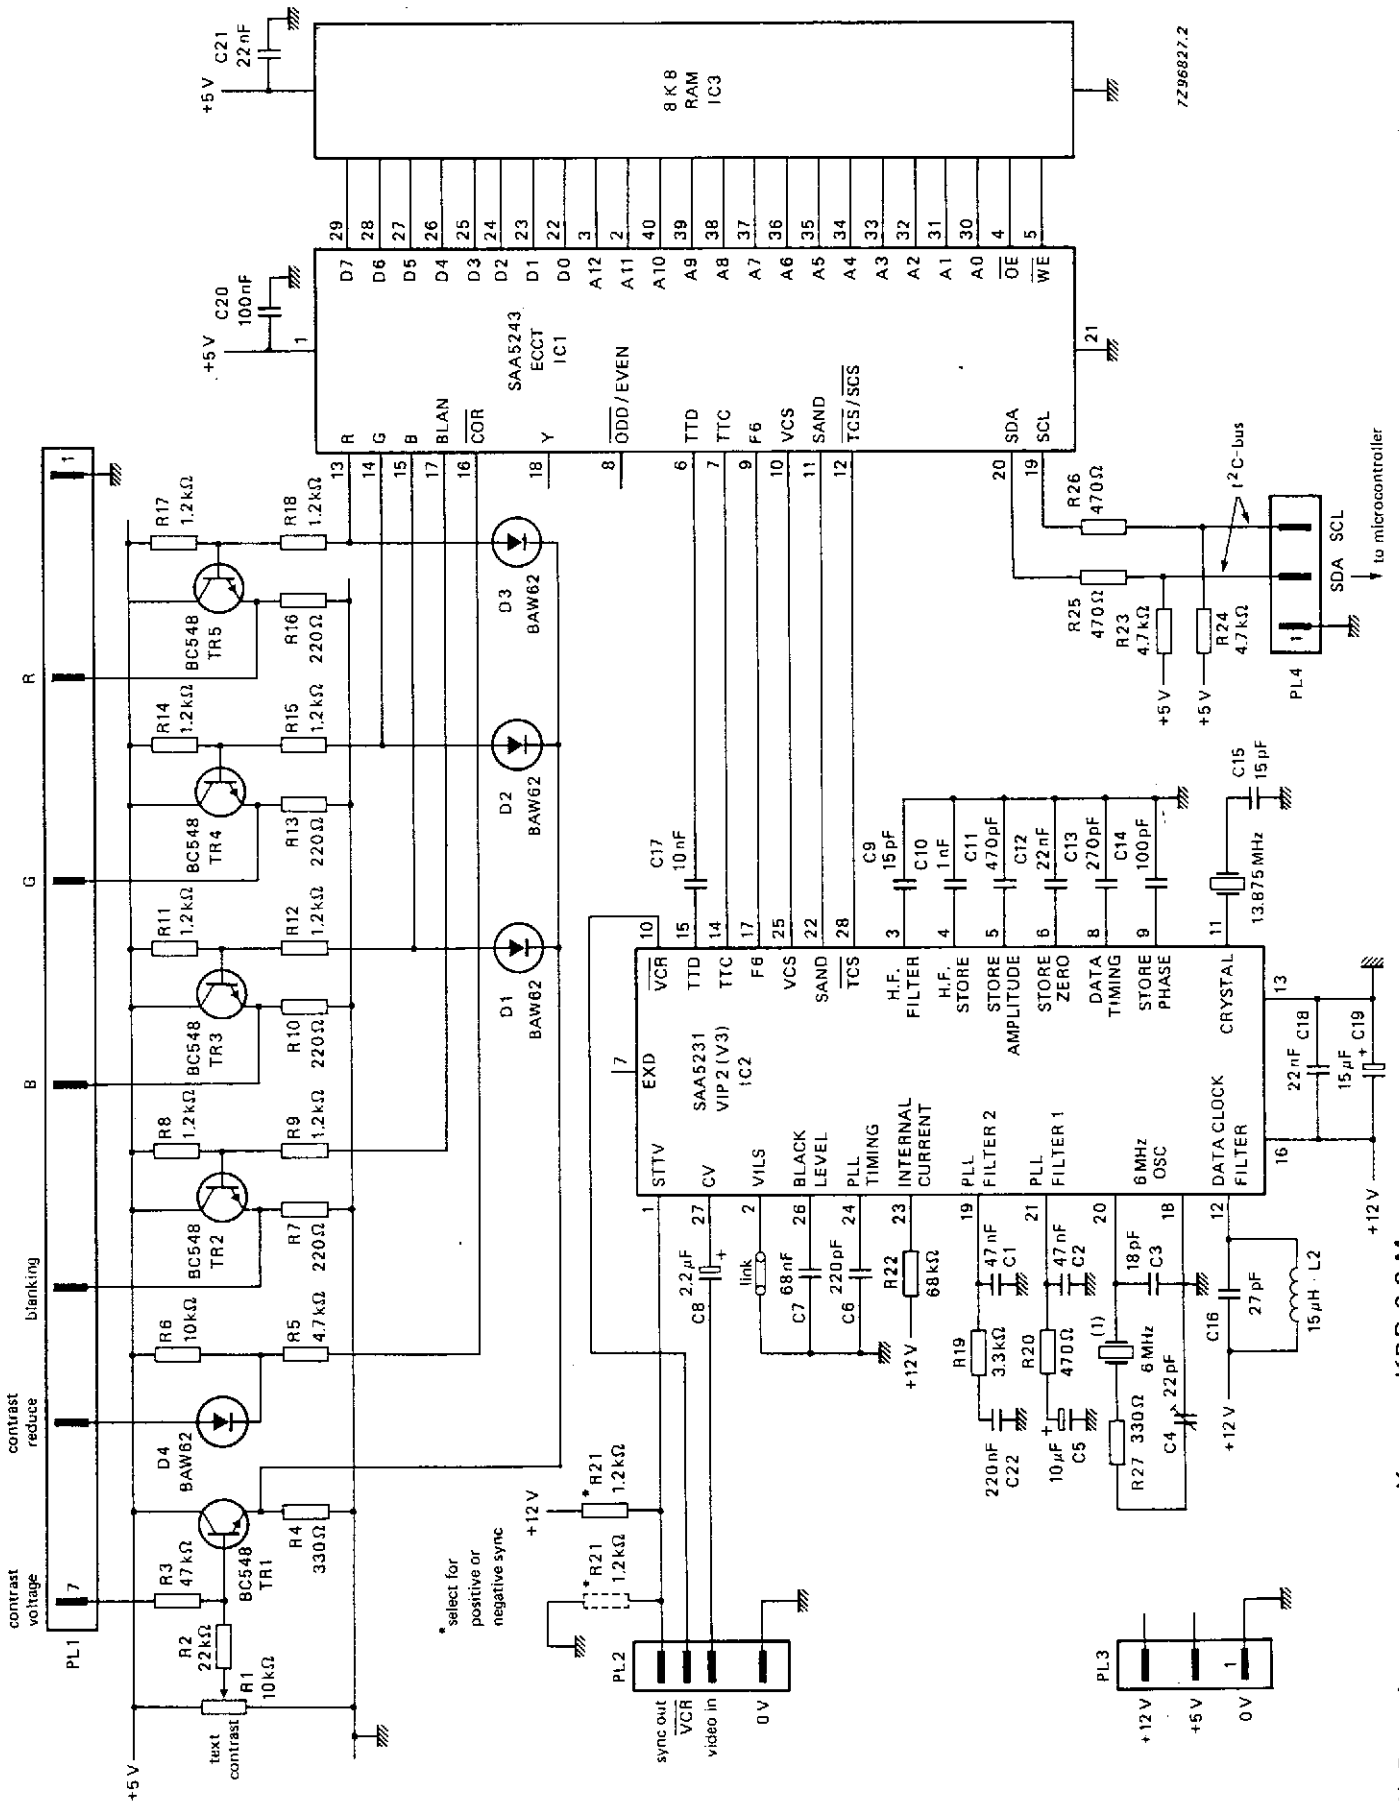 +5 V
C21
22 nF
8 K 8
RAM
IC3
7Z96827.2
+5 V
C20
100 nF
1
SAA5243
ECCT
IC1
21
D7 29
D6 28
D5 27
D4 26
D3 25
D2 24
D1 23
D0 22
A12 3
A11 2
A10 40
A9 39
A8 38
A7 37
A6 36
A5 35
A4 34
A3 33
A2 32
A1 31
A0 30
OE 4
WE 5
13 R
14 G
15 B
17 BLAN
16 COR
18 Y
8 ODD / EVEN
6 TTD
7 TTC
9 F6
10 VCS
11 SAND
12 TCS / SCS
20 SDA
19 SCL
R26
470 Ω
R25
470 Ω
R23
4.7 kΩ
R24
4.7 kΩ
+5 V
+5 V
I²C-bus
PL4
1
SDA SCL
to microcontroller
PL1
7
1
contrast
voltage
contrast
reduce
blanking
B
G
R
R17
1.2 kΩ
R18
1.2 kΩ
BC548
TR5
R16
220 Ω
R14
1.2 kΩ
R15
1.2 kΩ
BC548
TR4
R13
220 Ω
R11
1.2 kΩ
R12
1.2 kΩ
BC548
TR3
R10
220 Ω
R8
1.2 kΩ
R9
1.2 kΩ
BC548
TR2
R7
220 Ω
R6
10 kΩ
R5
4.7 kΩ
D4
BAW62
R3
47 kΩ
BC548
TR1
R4
330 Ω
R2
22 kΩ
R1
10 kΩ
text
contrast
+5 V
D3
BAW62
D2
BAW62
D1
BAW62
* select for
positive or
negative sync
+12 V
* R21
1.2 kΩ
* R21
1.2 kΩ
PL2
sync out
VCR
video in
0 V
PL3
+12 V
+5 V
0 V
1
SAA5231
VIP 2 (V3)
IC2
7
EXD
10 VCR
15 TTD
14 TTC
17 F6
25 VCS
22 SAND
28 TCS
3 H.F. FILTER
4 H.F. STORE
5 STORE AMPLITUDE
6 STORE ZERO
8 DATA TIMING
9 STORE PHASE
11 CRYSTAL
13
16
1 STTV
27 CV
2 VILS
26 BLACK LEVEL
24 PLL TIMING
23 INTERNAL CURRENT
19 PLL FILTER 2
21 PLL FILTER 1
20
6 MHz OSC
18
12 DATA CLOCK FILTER
C17
10 nF
C9
15 pF
C10
1 nF
C11
470 pF
C12
22 nF
C13
270 pF
C14
100 pF
13.875 MHz
C15
15 pF
22 nF C18
15 µF + C19
+12 V
2.2 µF
C8 +
link
68 nF
C7
220 pF
C6
R22
68 kΩ
+12 V
47 nF
C1
R19
3.3 kΩ
220 nF
C22
47 nF
C2
R20
470 Ω
10 µF +
C5
18 pF
C3
(1)
6 MHz
R27
330 Ω
22 pF
C4
C16
27 pF
15 µH · L2
+12 V